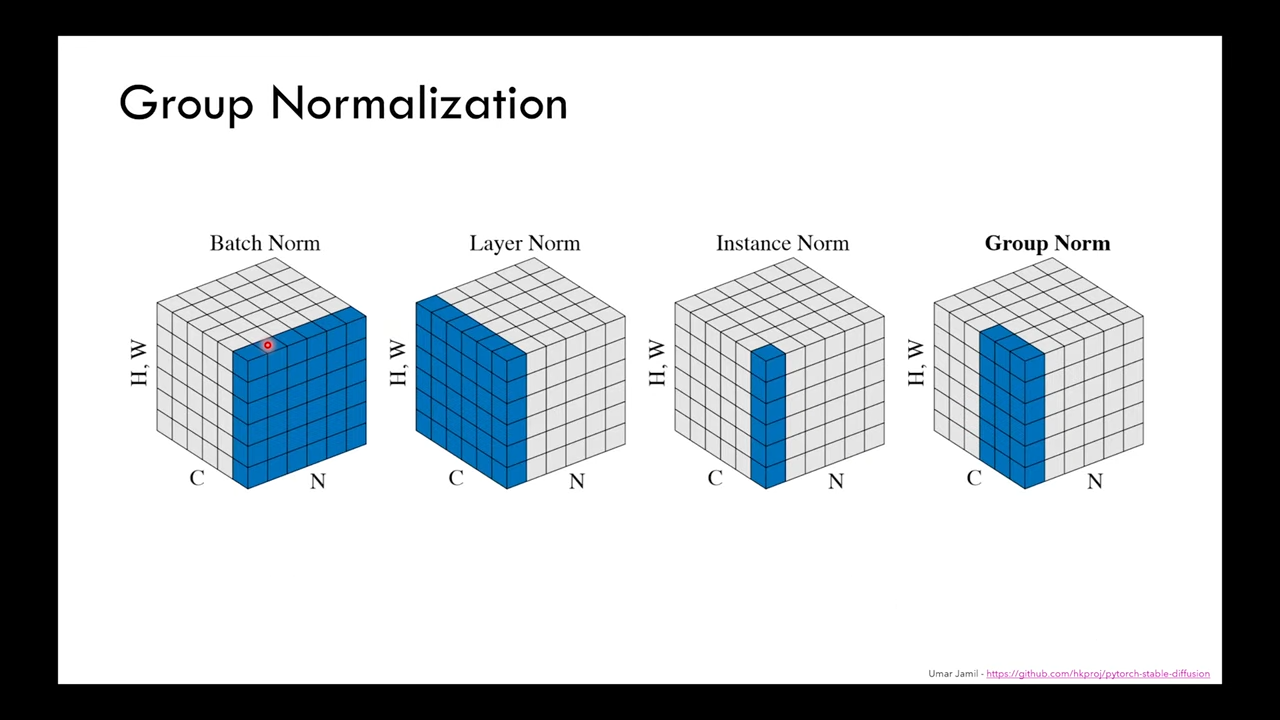 Group Normalization
Batch Norm
Layer Norm
Instance Norm
Group Norm
H, W
C
N
H, W
C
N
H, W
C
N
H, W
C
N
Umar Jamil - https://github.com/hkproj/pytorch-stable-diffusion